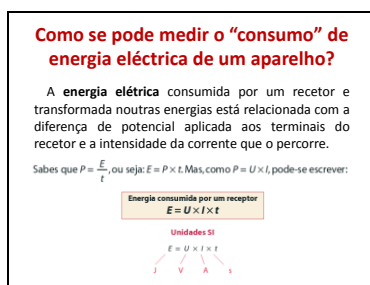 Como se pode medir o “consumo” de
energia eléctrica de um aparelho?
A energia elétrica consumida por um recetor e
transformada noutras energias está relacionada com a
diferença de potencial aplicada aos terminais do
recetor e a intensidade da corrente que o percorre.
Sabes que P = E/t, ou seja: E = P × t. Mas, como P = U × I, pode-se escrever:
Energia consumida por um receptor
E = U × I × t
Unidades SI
E = U × I × t
J V A s